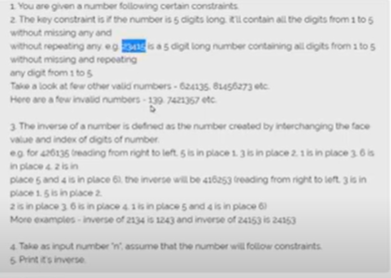 1. You are given a number following certain constraints.
2. The key constraint is if the number is 5 digits long, it'll contain all the digits from 1 to 5
without missing any and
without repeating any. e.g. 23415 is a 5 digit long number containing all digits from 1 to 5
without missing and repeating
any digit from 1 to 5.
Take a look at few other valid numbers - 624135, 81456273 etc.
Here are a few invalid numbers - 139, 7421357 etc.
3. The inverse of a number is defined as the number created by interchanging the face
value and index of digits of number.
e.g. for 426135 (reading from right to left, 5 is in place 1, 3 is in place 2, 1 is in place 3, 6 is
in place 4, 2 is in
place 5 and 4 is in place 6), the inverse will be 416253 (reading from right to left, 3 is in
place 1, 5 is in place 2,
2 is in place 3, 6 is in place 4, 1 is in place 5 and 4 is in place 6)
More examples - inverse of 2134 is 1243 and inverse of 24153 is 24153
4. Take as input number "n", assume that the number will follow constraints.
5. Print it's inverse.